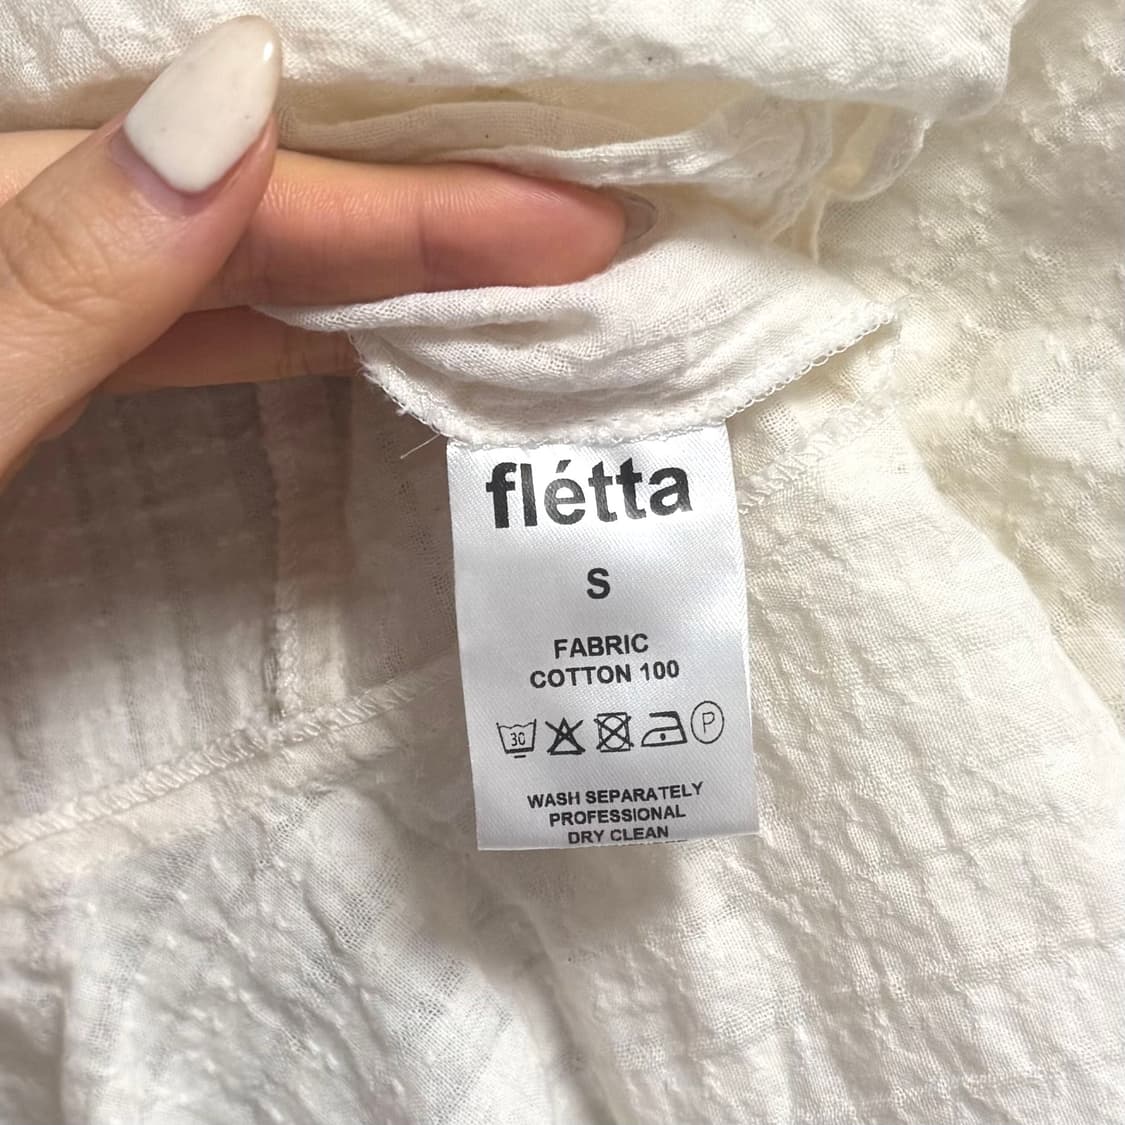 flétta
S
FABRIC
COTTON 100
30 P
WASH SEPARATELY
PROFESSIONAL
DRY CLEAN